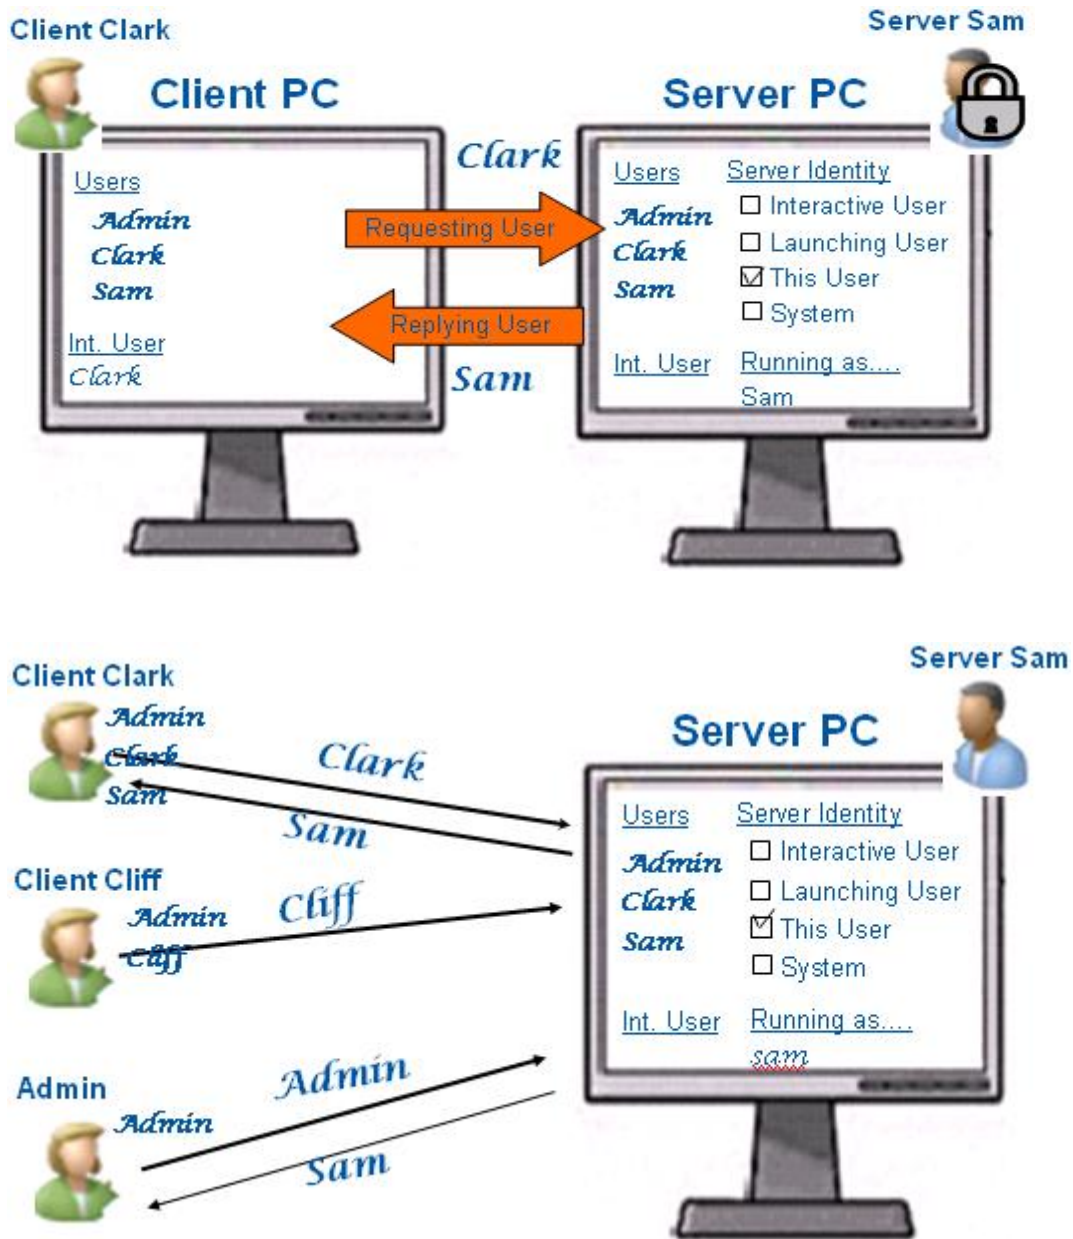 Client Clark
Server Sam
Client PC
Server PC
Users
Admin
Clark
Sam
Int. User
Clark
Clark
Requesting User
Replying User
Sam
Users
Admin
Clark
Sam
Int. User
Server Identity
Interactive User
Launching User
This User
System
Running as....
Sam
Client Clark
Admin
Clark
Sam
Clark
Sam
Client Cliff
Admin
Cliff
Cliff
Admin
Admin
Admin
Sam
Server Sam
Server PC
Users
Admin
Clark
Sam
Int. User
Server Identity
Interactive User
Launching User
This User
System
Running as....
sam